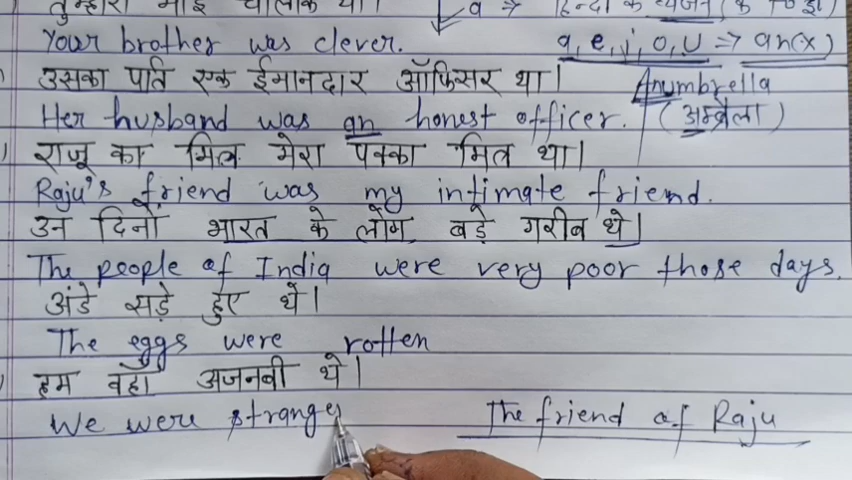 तुम्हारा भाई चालाक था।
a ⇒ हिन्दी के व्यंजन (क
Your brother was clever.
a, e, i, o, u ⇒ an(x)
उसका पति एक ईमानदार ऑफिसर था।
An umbrella
Her husband was an honest officer.
(अम्ब्रेला)
राजू का मित्र मेरा पक्का मित्र था।
Raju's friend was my intimate friend.
उन दिनों भारत के लोग बड़े गरीब थे।
The people of India were very poor those days.
अंडे सड़े हुए थे।
The eggs were rotten
हम वहाँ अजनबी थे।
We were strange
The friend of Raju